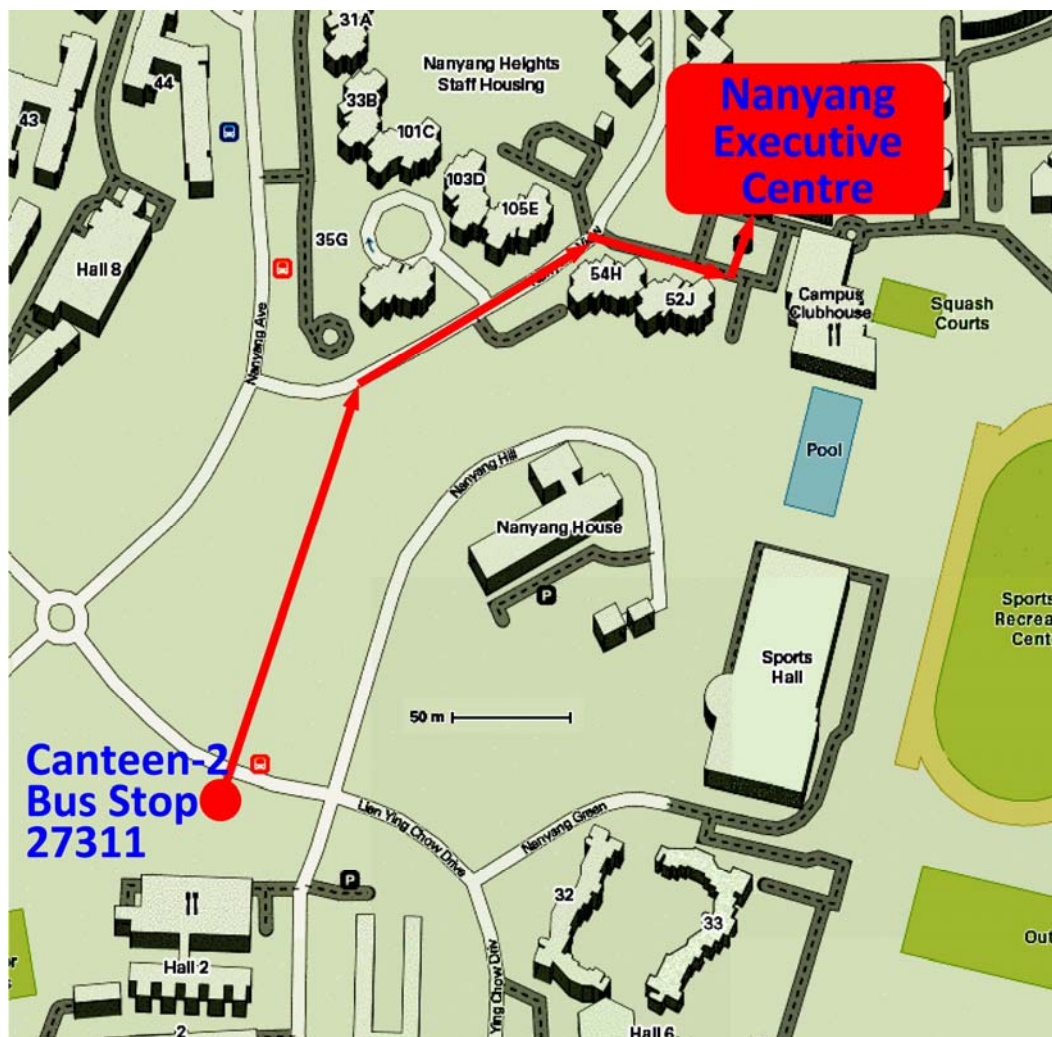 31A
Nanyang Heights
Staff Housing
44
43
33B
101C
Nanyang
Executive
Centre
103D
105E
35G
Hall 8
54H
52J
Campus
Clubhouse
Squash
Courts
Nanyang Ave
Pool
Nanyang Hill
Nanyang House
P
Sports
Hall
50 m
Canteen-2
Bus Stop
27311
Lien Ying Chow Drive
Nanyang Green
P
32
33
Hall 2
2
Hall 6